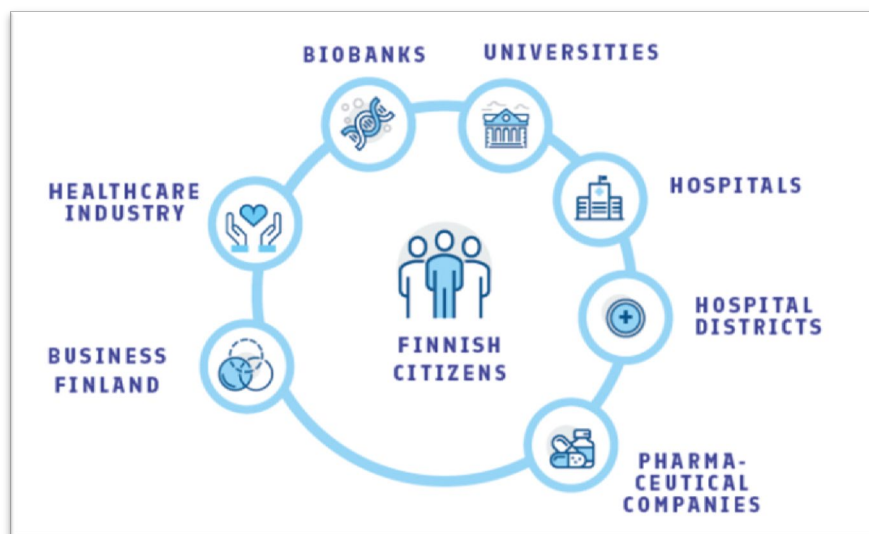 BIOBANKS
UNIVERSITIES
HEALTHCARE
INDUSTRY
HOSPITALS
HOSPITAL
DISTRICTS
FINNISH
CITIZENS
BUSINESS
FINLAND
PHARMA-
CEUTICAL
COMPANIES